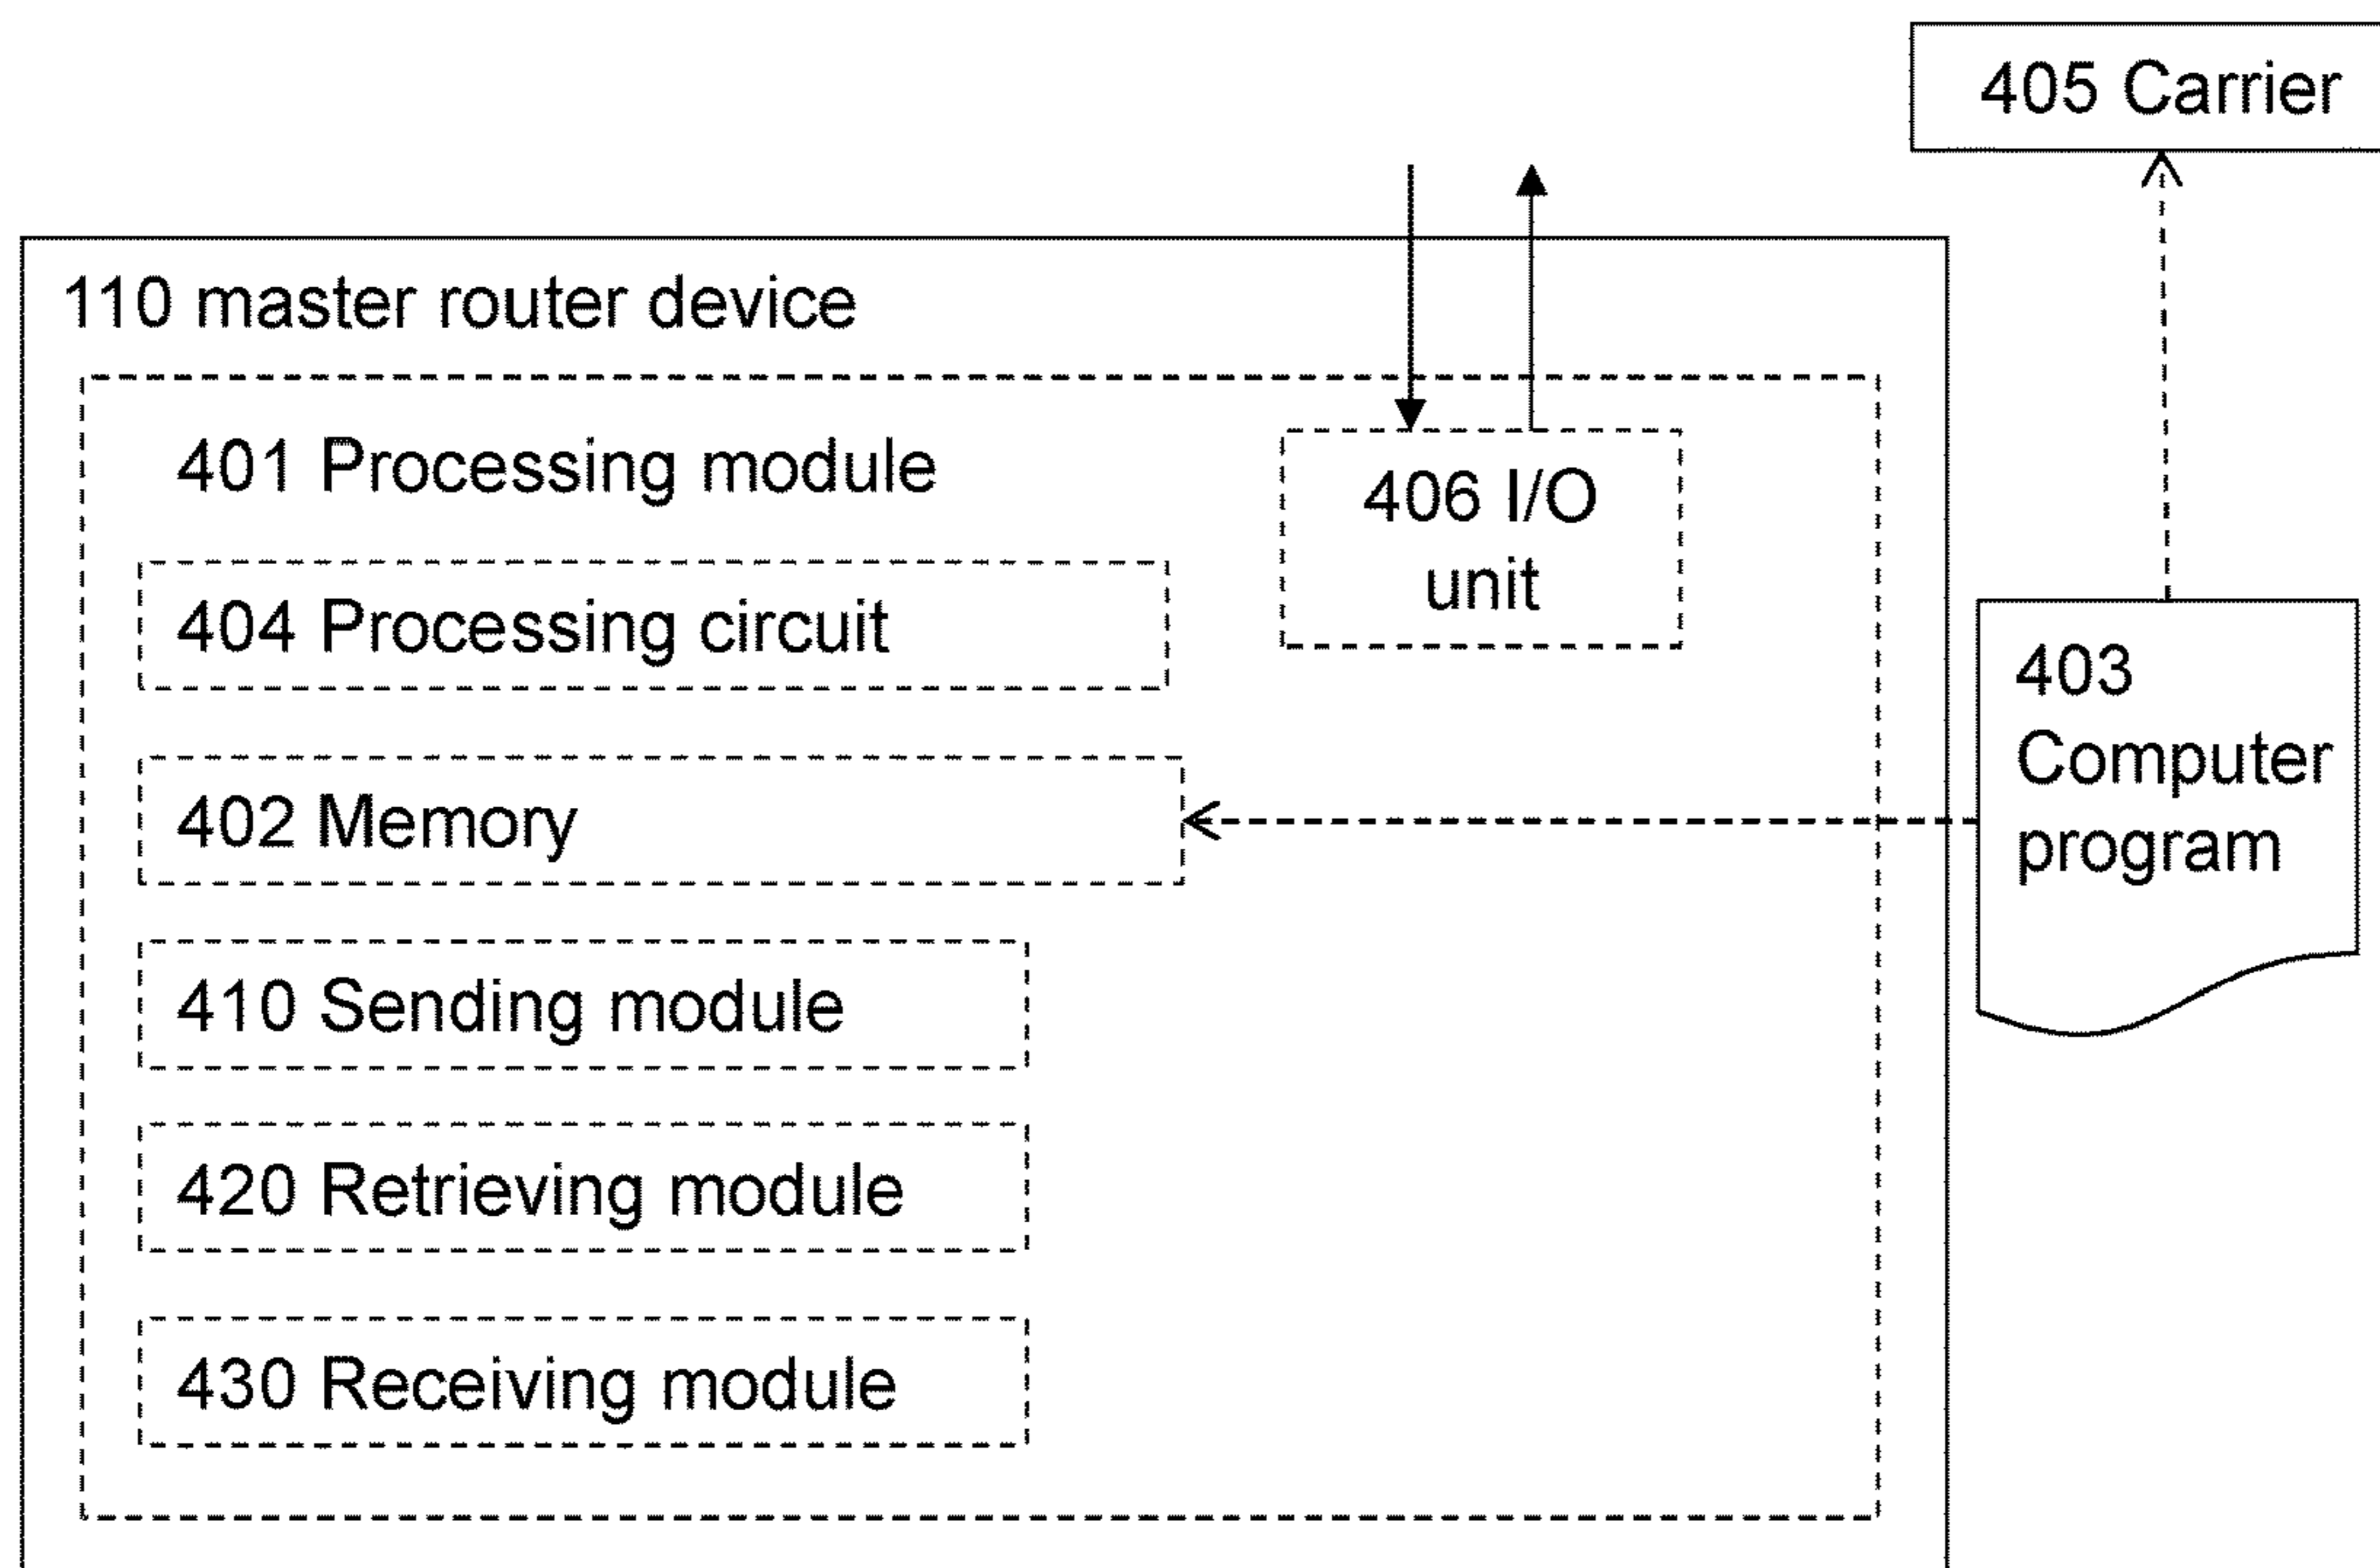 405 Carrier
110 master router device
401 Processing module
406 I/O
unit
404 Processing circuit
403
Computer
program
402 Memory
410 Sending module
420 Retrieving module
430 Receiving module